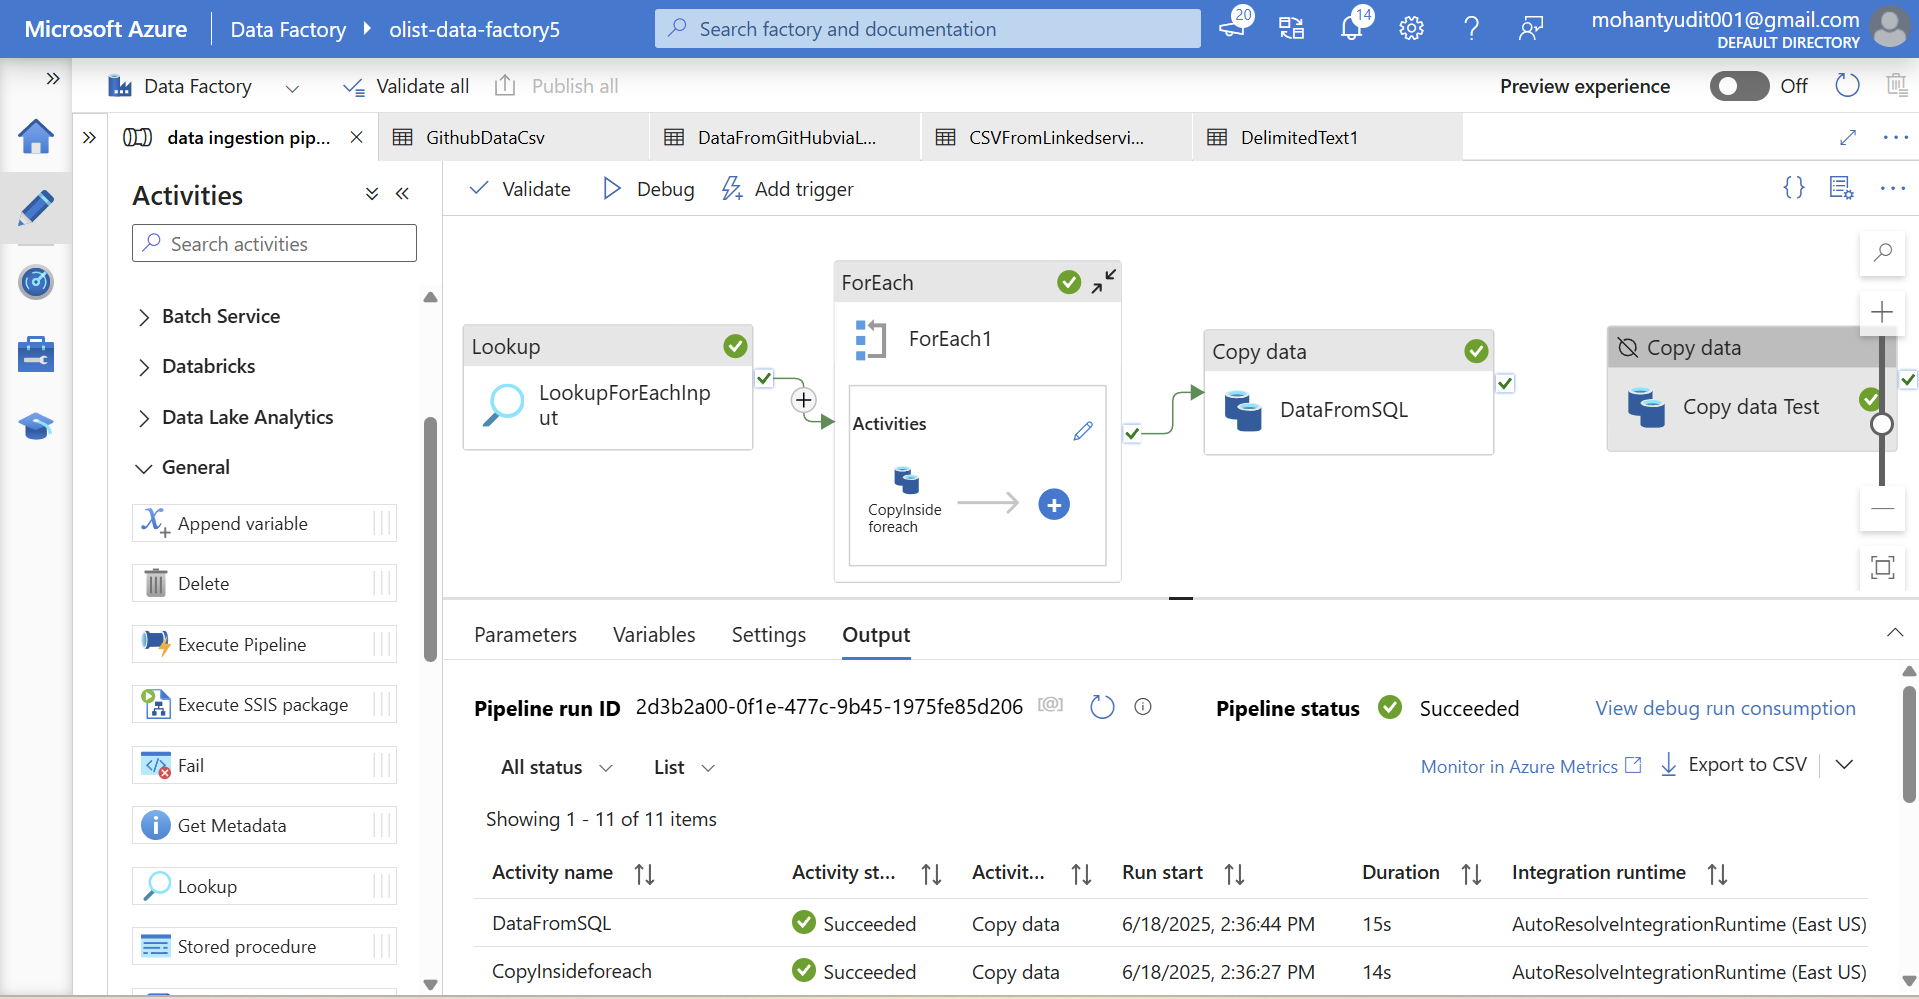 Microsoft Azure
Data Factory
olist-data-factory5
Search factory and documentation
20
14
mohantyudit001@gmail.com
DEFAULT DIRECTORY
Data Factory
Validate all
Publish all
Preview experience
Off
data ingestion pip...
GithubDataCsv
DataFromGitHubviaL...
CSVFromLinkedservi...
DelimitedText1
Activities
Search activities
Batch Service
Databricks
Data Lake Analytics
General
Append variable
Delete
Execute Pipeline
Execute SSIS package
Fail
Get Metadata
Lookup
Stored procedure
Validate
Debug
Add trigger
Lookup
LookupForEachInp
ut
ForEach
ForEach1
Activities
CopyInside
foreach
Copy data
DataFromSQL
Copy data
Copy data Test
Parameters
Variables
Settings
Output
Pipeline run ID
2d3b2a00-0f1e-477c-9b45-1975fe85d206
Pipeline status
Succeeded
View debug run consumption
All status
List
Monitor in Azure Metrics
Export to CSV
Showing 1 - 11 of 11 items
Activity name
Activity st...
Activit...
Run start
Duration
Integration runtime
DataFromSQL
Succeeded
Copy data
6/18/2025, 2:36:44 PM
15s
AutoResolveIntegrationRuntime (East US)
CopyInsideforeach
Succeeded
Copy data
6/18/2025, 2:36:27 PM
14s
AutoResolveIntegrationRuntime (East US)